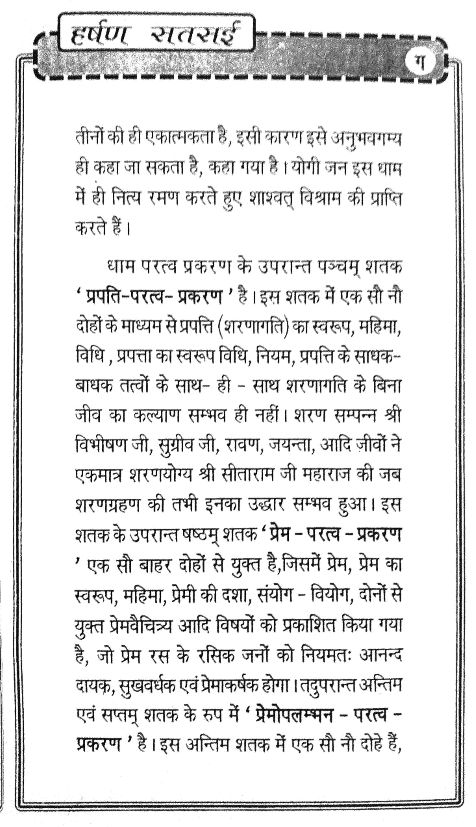 हर्षण सतसई
ग
तीनों की ही एकात्मकता है, इसी कारण इसे अनुभवगम्य
ही कहा जा सकता है, कहा गया है । योगी जन इस धाम
में ही नित्य रमण करते हुए शाश्वत् विश्राम की प्राप्ति
करते हैं ।
धाम परत्व प्रकरण के उपरान्त पञ्चम् शतक
‘ प्रपति-परत्व- प्रकरण ’ है । इस शतक में एक सौ नौ
दोहों के माध्यम से प्रपत्ति (शरणागति) का स्वरूप, महिमा,
विधि , प्रपत्ता का स्वरूप विधि, नियम, प्रपत्ति के साधक-
बाधक तत्वों के साथ- ही - साथ शरणागति के बिना
जीव का कल्याण सम्भव ही नहीं । शरण सम्पन्न श्री
विभीषण जी, सुग्रीव जी, रावण, जयन्ता, आदि जीवों ने
एकमात्र शरणयोग्य श्री सीताराम जी महाराज की जब
शरणग्रहण की तभी इनका उद्धार सम्भव हुआ । इस
शतक के उपरान्त षष्ठम् शतक ‘ प्रेम - परत्व - प्रकरण
’ एक सौ बाहर दोहों से युक्त है,जिसमें प्रेम, प्रेम का
स्वरूप, महिमा, प्रेमी की दशा, संयोग - वियोग, दोनों से
युक्त प्रेमवैचित्र्य आदि विषयों को प्रकाशित किया गया
है, जो प्रेम रस के रसिक जनों को नियमतः आनन्द
दायक, सुखवर्धक एवं प्रेमाकर्षक होगा । तदुपरान्त अन्तिम
एवं सप्तम् शतक के रुप में ‘ प्रेमोपलम्भन - परत्व -
प्रकरण ’ है । इस अन्तिम शतक में एक सौ नौ दोहे हैं,